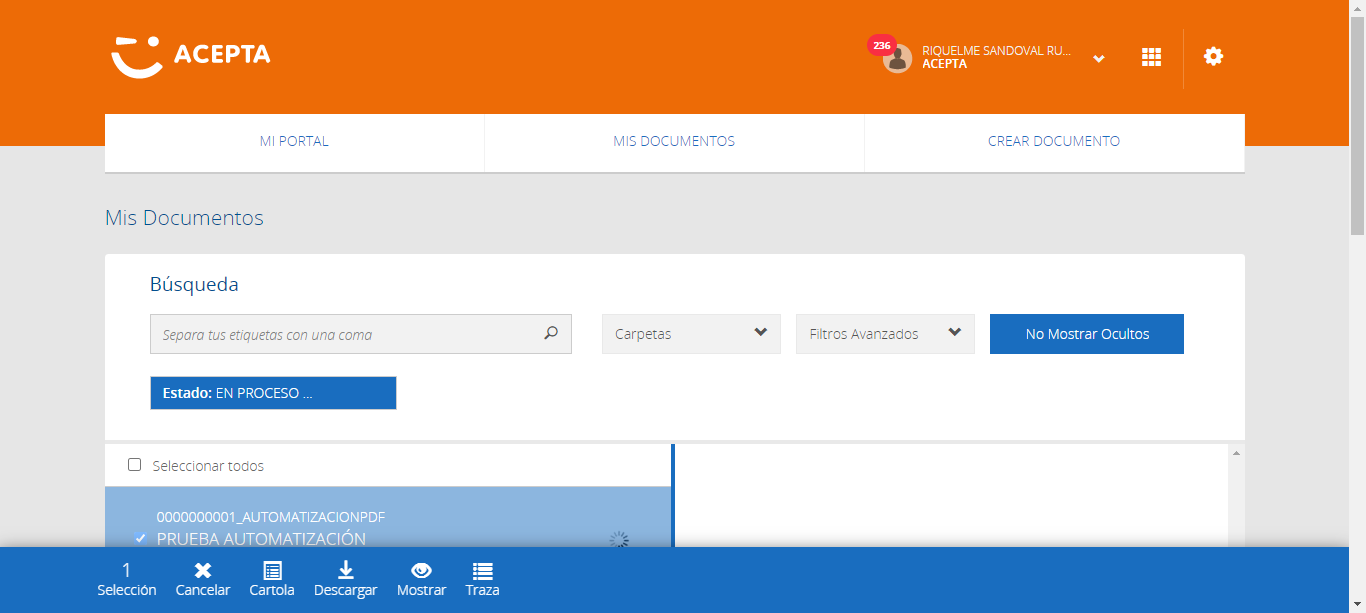 ACEPTA
236
RIQUELME SANDOVAL RU...
ACEPTA
MI PORTAL
MIS DOCUMENTOS
CREAR DOCUMENTO
Mis Documentos
Búsqueda
Separa tus etiquetas con una coma
Carpetas
Filtros Avanzados
No Mostrar Ocultos
Estado: EN PROCESO ...
Seleccionar todos
0000000001_AUTOMATIZACIONPDF
PRUEBA AUTOMATIZACIÓN
1
Selección
Cancelar
Cartola
Descargar
Mostrar
Traza